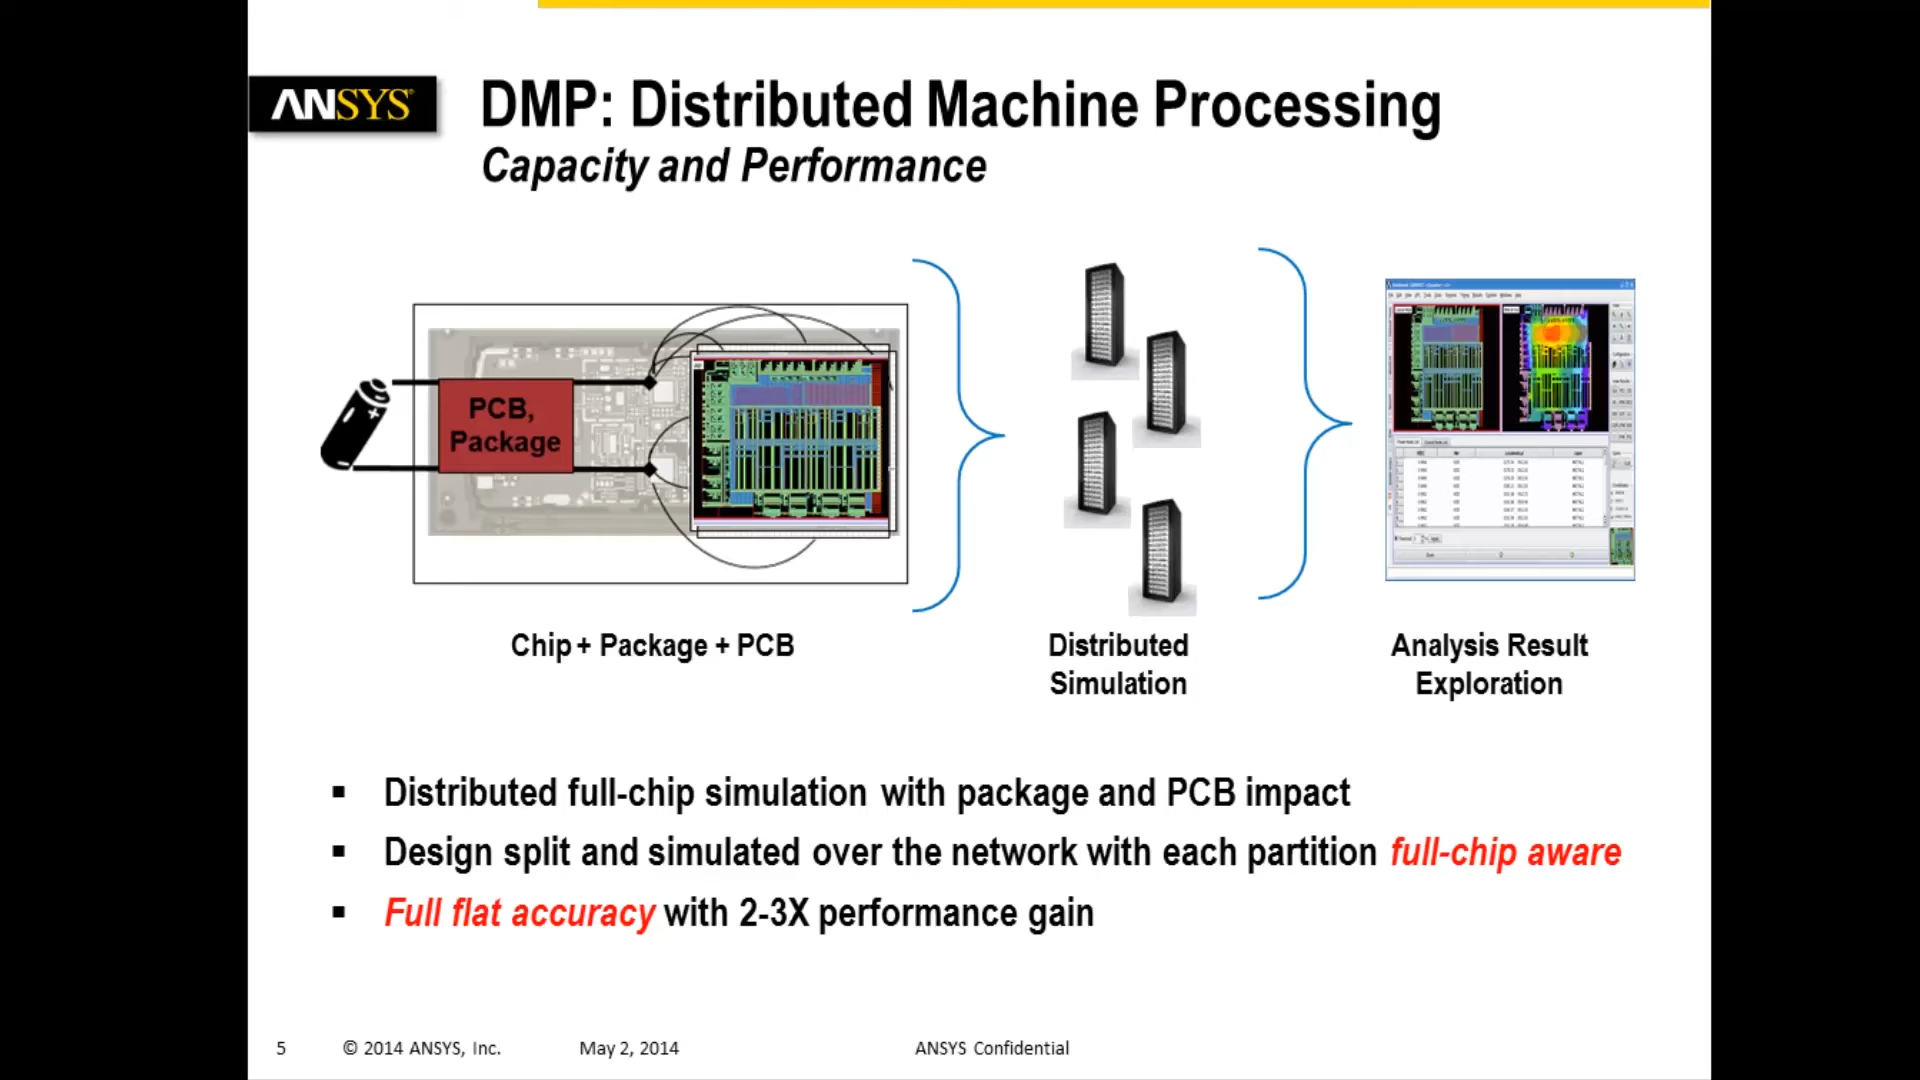 ANSYS
DMP: Distributed Machine Processing
Capacity and Performance
PCB,
Package
Chip + Package + PCB
Distributed
Simulation
Analysis Result
Exploration
▪ Distributed full-chip simulation with package and PCB impact
▪ Design split and simulated over the network with each partition full-chip aware
▪ Full flat accuracy with 2-3X performance gain
5 © 2014 ANSYS, Inc. May 2, 2014 ANSYS Confidential